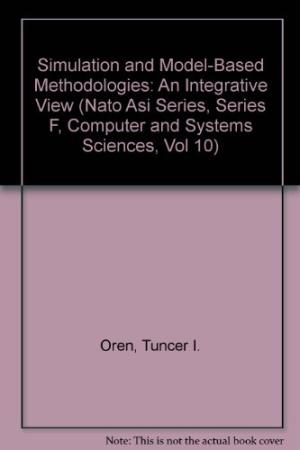 Simulation and Model-Based
Methodologies: An Integrative
View (Nato Asi Series, Series
F, Computer and Systems
Sciences, Vol 10)
Oren, Tuncer I.
Note: This is not the actual book cover